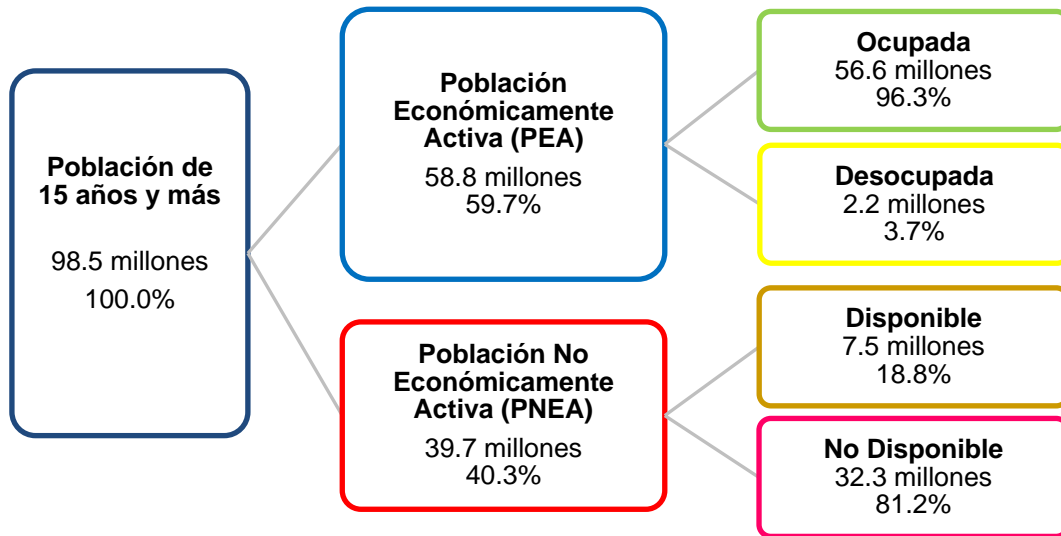 Población de
15 años y más
98.5 millones
100.0%
Población
Económicamente
Activa (PEA)
58.8 millones
59.7%
Población No
Económicamente
Activa (PNEA)
39.7 millones
40.3%
Ocupada
56.6 millones
96.3%
Desocupada
2.2 millones
3.7%
Disponible
7.5 millones
18.8%
No Disponible
32.3 millones
81.2%